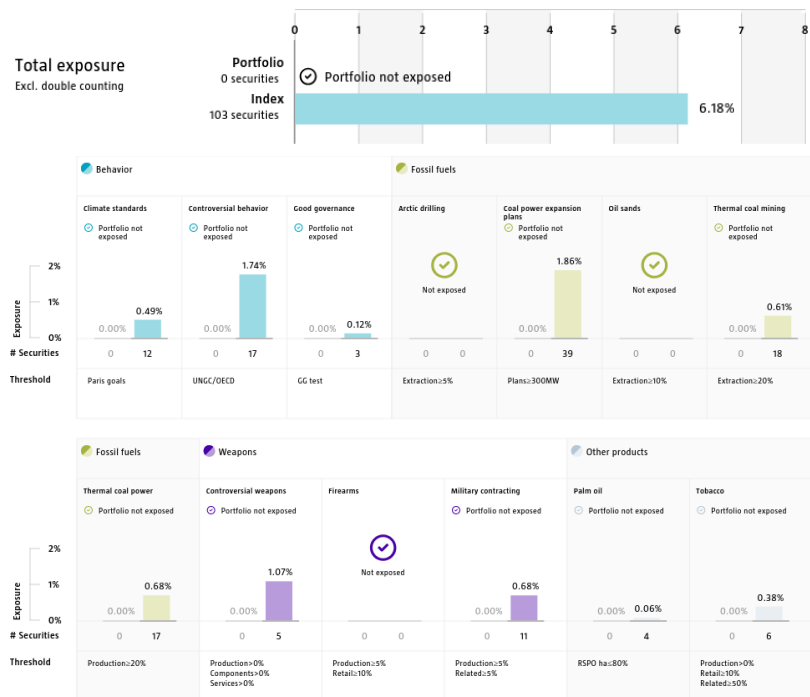 0 1 2 3 4 5 6 7 8
Total exposure
Excl. double counting
Portfolio
0 securities
Portfolio not exposed
Index
103 securities
6.18%
Behavior
Fossil fuels
Climate standards
Portfolio not
exposed
Controversial behavior
Portfolio not
exposed
Good governance
Portfolio not
exposed
Arctic drilling
Not exposed
Coal power expansion
plans
Portfolio not
exposed
Oil sands
Not exposed
Thermal coal mining
Portfolio not
exposed
Exposure
2%
1%
0%
0.00% 0.49%
0.00% 1.74%
0.00% 0.12%
0.00% 1.86%
0.00% 0.61%
# Securities 0 12 0 17 0 3 0 0 0 39 0 0 0 18
Threshold Paris goals UNGC/OECD GG test Extraction≥5% Plans≥300MW Extraction≥10% Extraction≥20%
Fossil fuels
Weapons
Other products
Thermal coal power
Portfolio not exposed
Controversial weapons
Portfolio not exposed
Firearms
Not exposed
Military contracting
Portfolio not exposed
Palm oil
Portfolio not exposed
Tobacco
Portfolio not exposed
Exposure
2%
1%
0%
0.00% 0.68%
0.00% 1.07%
0.00% 0.68%
0.00% 0.06%
0.00% 0.38%
# Securities 0 17 0 5 0 0 0 11 0 4 0 6
Threshold
Production≥20%
Production>0%
Components>0%
Services>0%
Production≥5%
Retail≥10%
Production≥5%
Related≥5%
RSPO ha≤80%
Production>0%
Retail≥10%
Related≥50%